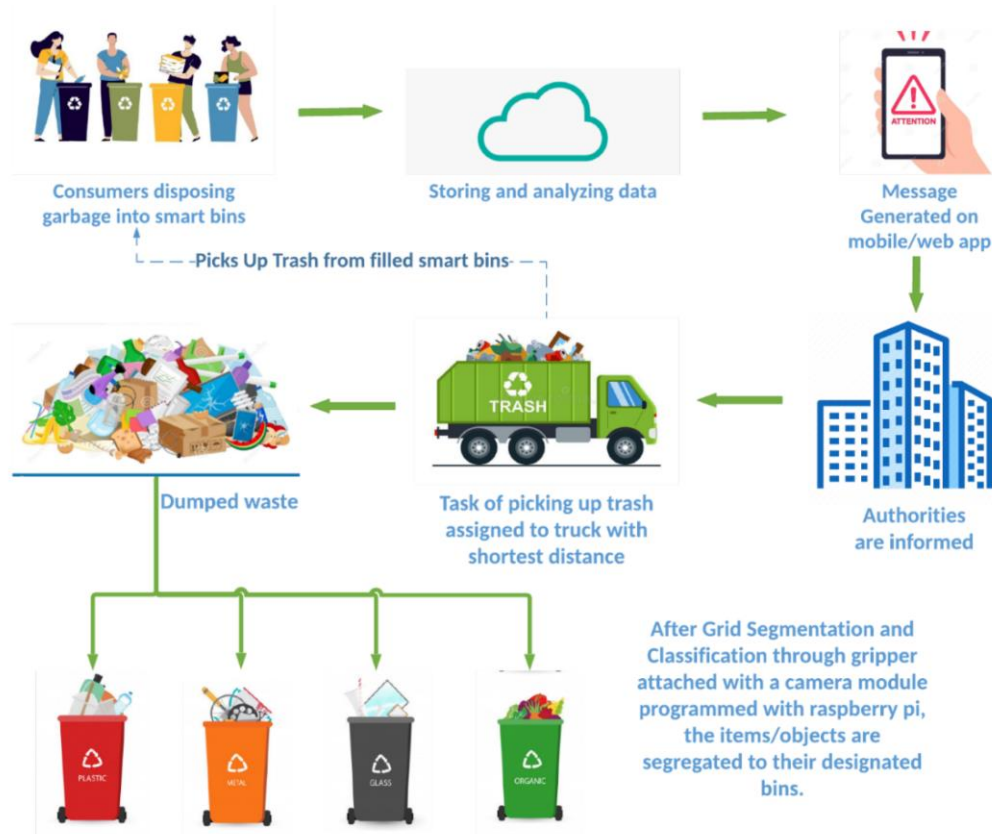 Consumers disposing
garbage into smart bins
Storing and analyzing data
ATTENTION
Message
Generated on
mobile/web app
Picks Up Trash from filled smart bins
Dumped waste
TRASH
Task of picking up trash
assigned to truck with
shortest distance
Authorities
are informed
PLASTIC
METAL
GLASS
ORGANIC
After Grid Segmentation and
Classification through gripper
attached with a camera module
programmed with raspberry pi,
the items/objects are
segregated to their designated
bins.